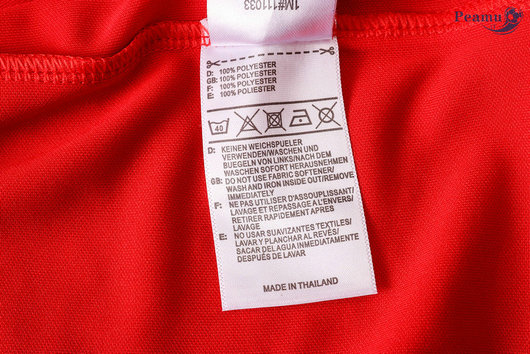 1M#111033
Peamu
D: 100% POLYESTER
GB: 100% POLYESTER
F: 100% POLYESTER
E: 100% POLIESTER
40
D: KEINEN WEICHSPUELER
VERWENDEN/WASCHEN UND
BUEGELN VON LINKS/NACH DEM
WASCHEN SOFORT HERAUSNEHMEN
GB: DO NOT USE FABRIC SOFTENER/
WASH AND IRON INSIDE OUT/REMOVE
IMMEDIATELY
F: NE PAS UTILISER D'ASSOUPLISSANT/
LAVAGE ET REPASSAGE A L'ENVERS/
RETIRER RAPIDEMENT APRES
LAVAGE
E: NO USAR SUAVIZANTES TEXTILES/
LAVAR Y PLANCHAR AL REVÉS/
SACAR DELAGUA INMEDIATAMENTE
DESPUÉS DE LAVAR
MADE IN THAILAND